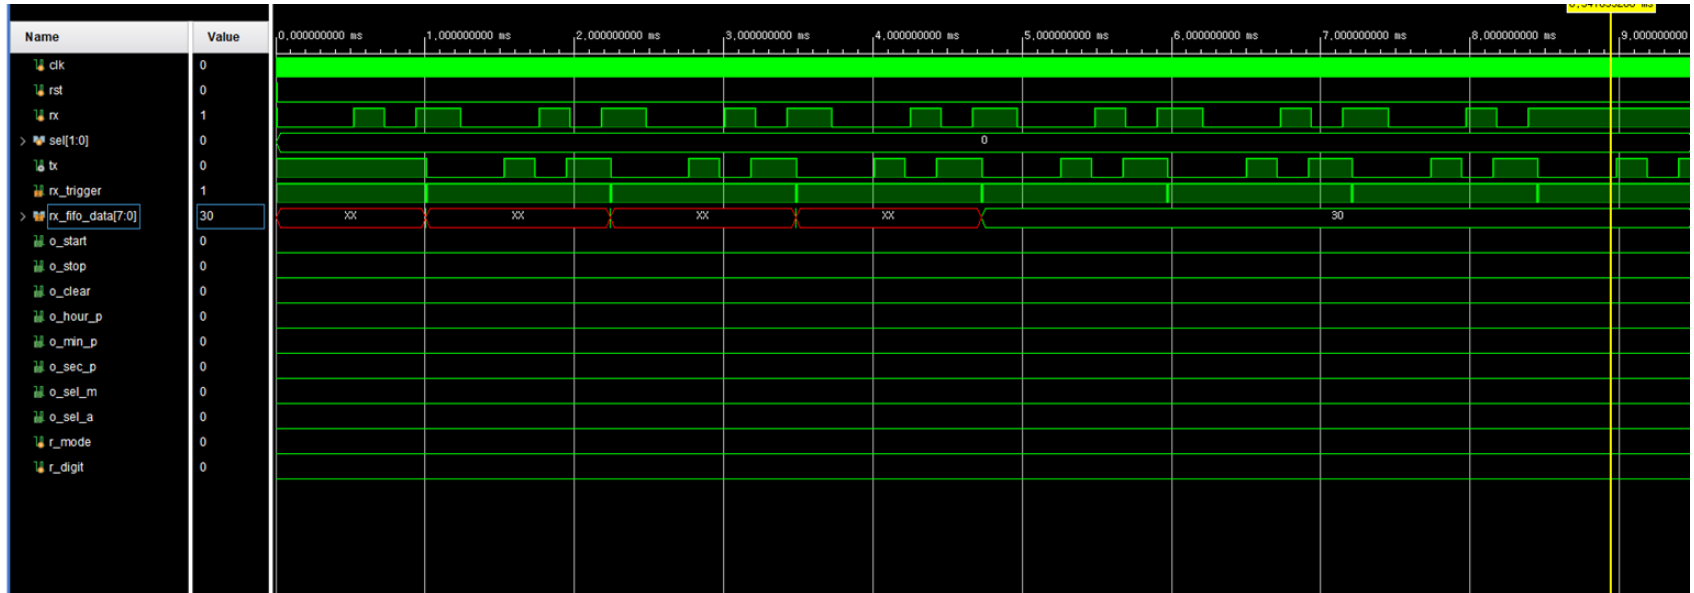 Name Value 0,000000000 ms 1,000000000 ms 2,000000000 ms 3,000000000 ms 4,000000000 ms 5,000000000 ms 6,000000000 ms 7,000000000 ms 8,000000000 ms 9,000000000
clk 0
rst 0
rx 1
sel[1:0] 0 0
tx 0
rx_trigger 1
rx_fifo_data[7:0] 30 XX XX XX XX 30
o_start 0
o_stop 0
o_clear 0
o_hour_p 0
o_min_p 0
o_sec_p 0
o_sel_m 0
o_sel_a 0
r_mode 0
r_digit 0